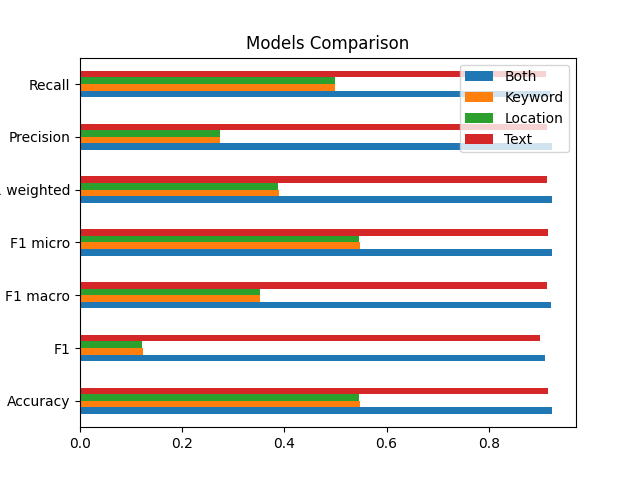 Models Comparison
Recall
Precision
weighted
F1 micro
F1 macro
F1
Accuracy
Both
Keyword
Location
Text
0.0 0.2 0.4 0.6 0.8